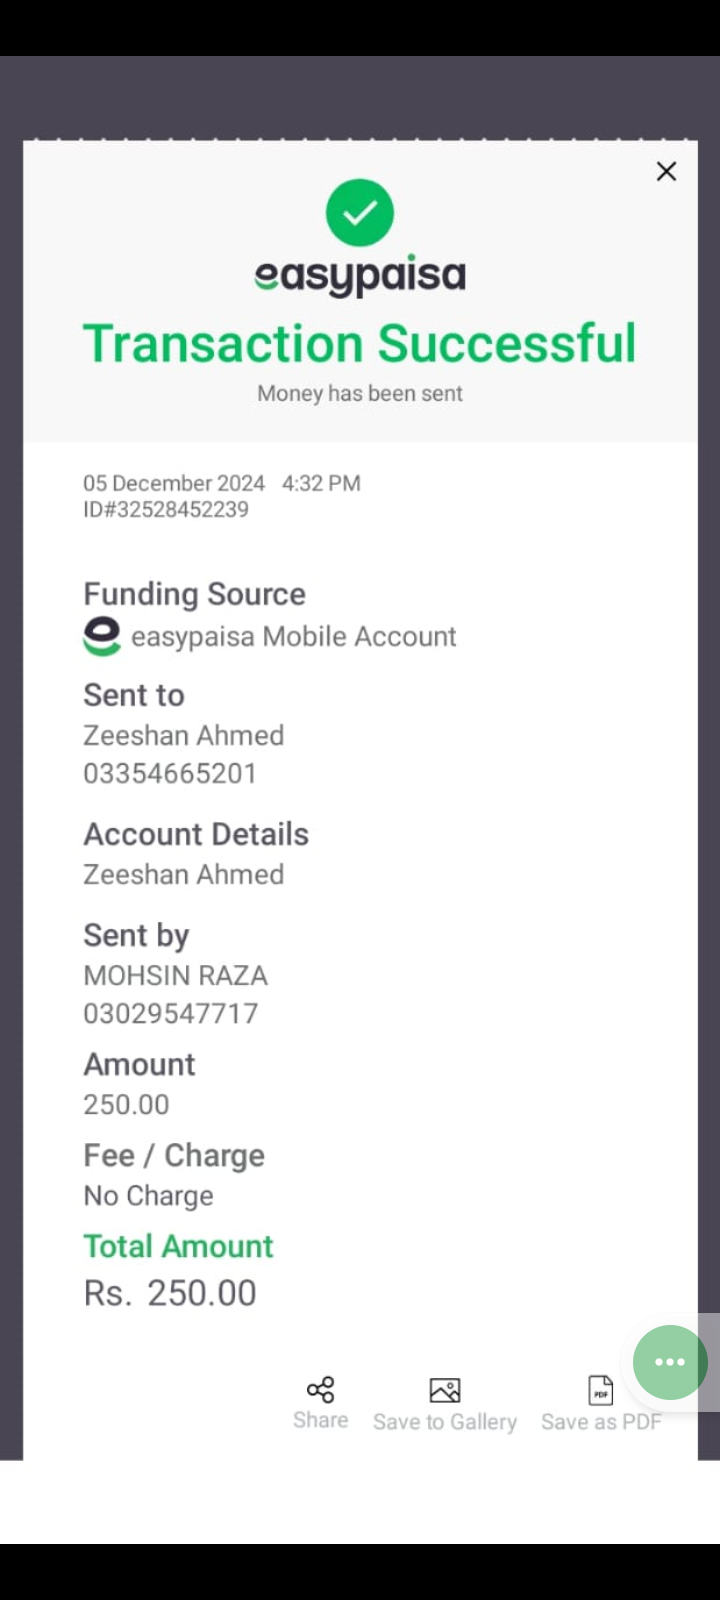 easypaisa
Transaction Successful
Money has been sent
05 December 2024 4:32 PM
ID#32528452239
Funding Source
easypaisa Mobile Account
Sent to
Zeeshan Ahmed
03354665201
Account Details
Zeeshan Ahmed
Sent by
MOHSIN RAZA
03029547717
Amount
250.00
Fee / Charge
No Charge
Total Amount
Rs. 250.00
PDF
Share Save to Gallery Save as PDF